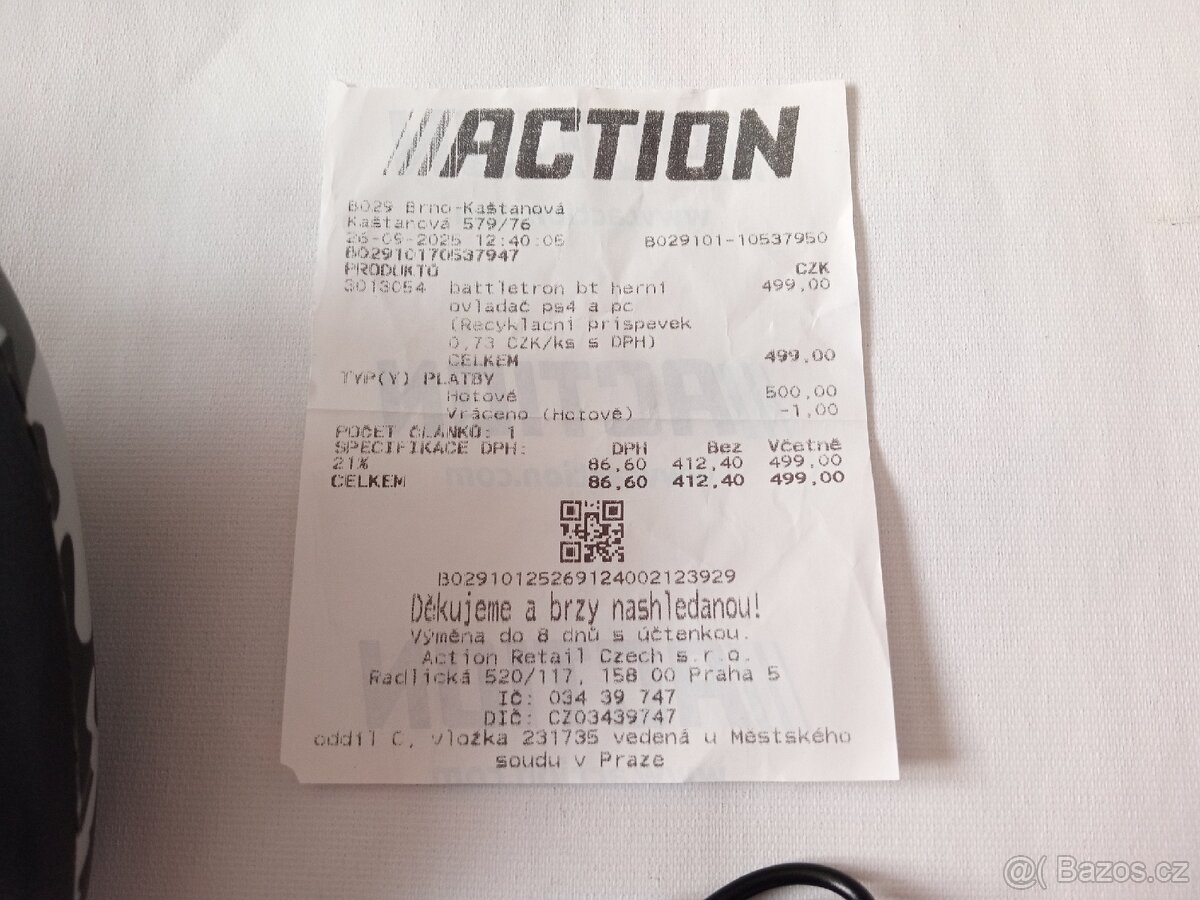 ACTION
B029 Brno-Kaštanová
Kaštanová 579/76
26-09-2025 12:40:06 B029101-10537950
B02910170537947
PRODUKTŮ CZK
3013054 battletron bt herní 499,00
ovladač ps4 a pc
(Recyklacní príspevek
0,73 CZK/ks s DPH)
CELKEM 499,00
TYP(Y) PLATBY
Hotově 500,00
Vráceno (Hotově) -1,00
POČET ČLÁNKŮ: 1
SPECIFIKACE DPH: DPH Bez Včetně
21% 86,60 412,40 499,00
CELKEM 86,60 412,40 499,00
B02910125269124002123929
Děkujeme a brzy nashledanou!
Výměna do 8 dnů s účtenkou.
Action Retail Czech s.r.o.
Radlická 520/117, 158 00 Praha 5
IČ: 034 39 747
DIČ: CZ03439747
oddíl C, vložka 231735 vedená u Městského
soudu v Praze
@( Bazos.cz